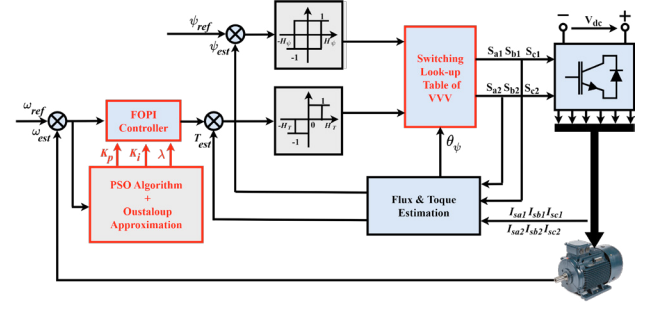 ψref
ψest
1
-Hψ
Hψ
-1
Switching
Look-up
Table of
VVV
Sa1 Sb1 Sc1
Sa2 Sb2 Sc2
− Vdc +
ωref
ωest
FOPI
Controller
Test
1
-HT 0 HT
-1
Kp Ki λ
PSO Algorithm
+
Oustaloup
Approximation
θψ
Flux & Toque
Estimation
Isa1 Isb1 Isc1
Isa2 Isb2 Isc2